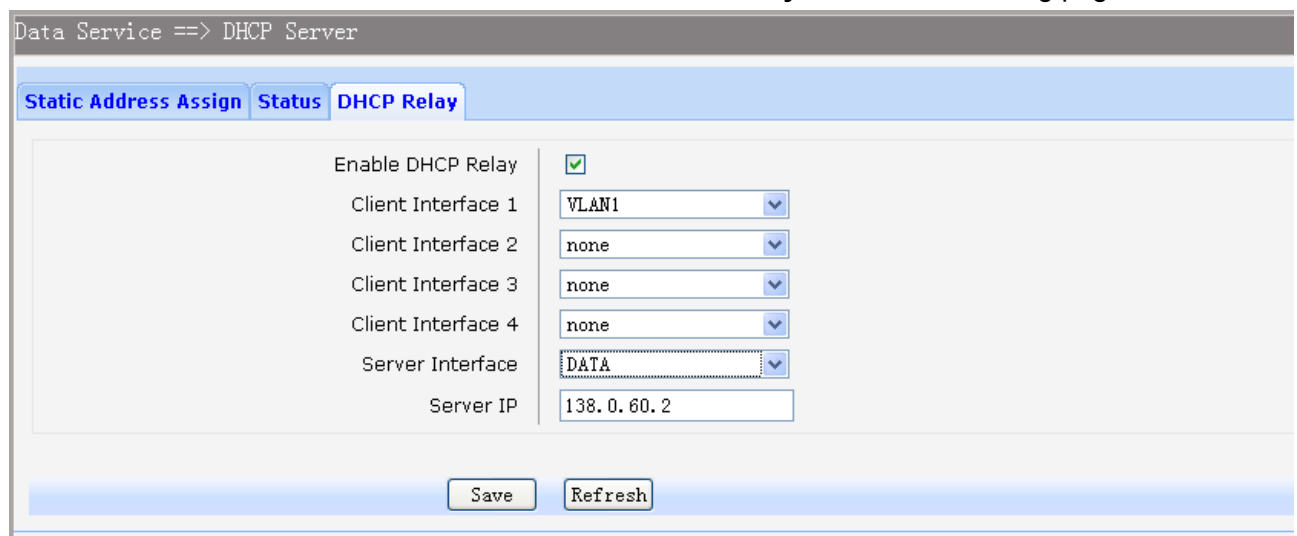 Data Service ==> DHCP Server
Static Address Assign Status DHCP Relay
Enable DHCP Relay
Client Interface 1 VLAN1
Client Interface 2 none
Client Interface 3 none
Client Interface 4 none
Server Interface DATA
Server IP 138.0.60.2
Save Refresh